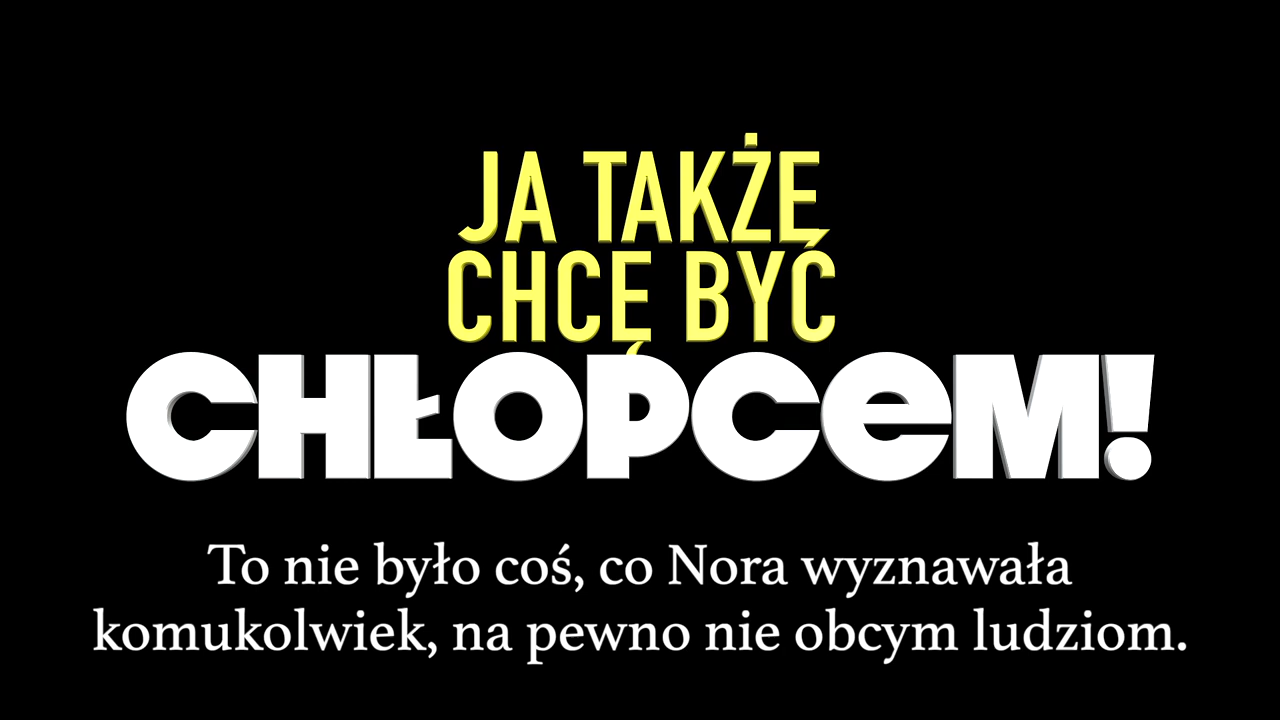 JA TAKŻE
CHCĘ BYĆ
CHŁOPCEM!
To nie było coś, co Nora wyznawała
komukolwiek, na pewno nie obcym ludziom.